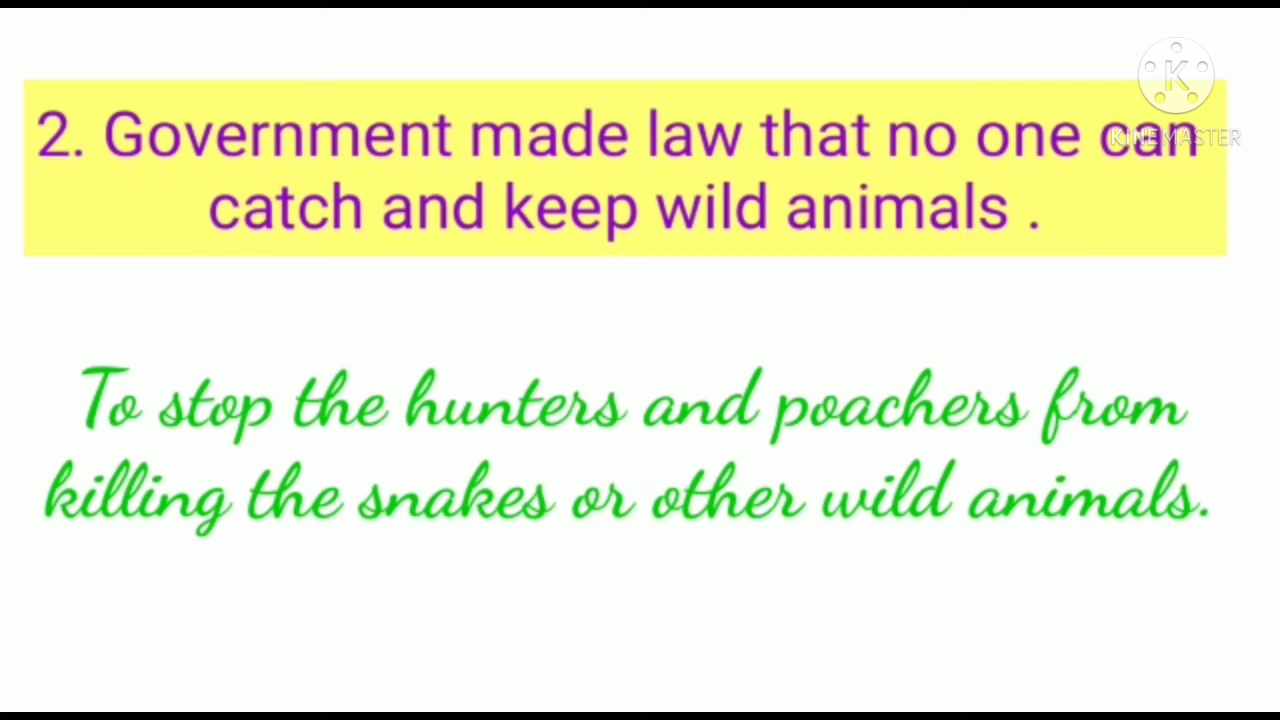 K
KINEMASTER
2. Government made law that no one can
catch and keep wild animals .
To stop the hunters and poachers from
killing the snakes or other wild animals.